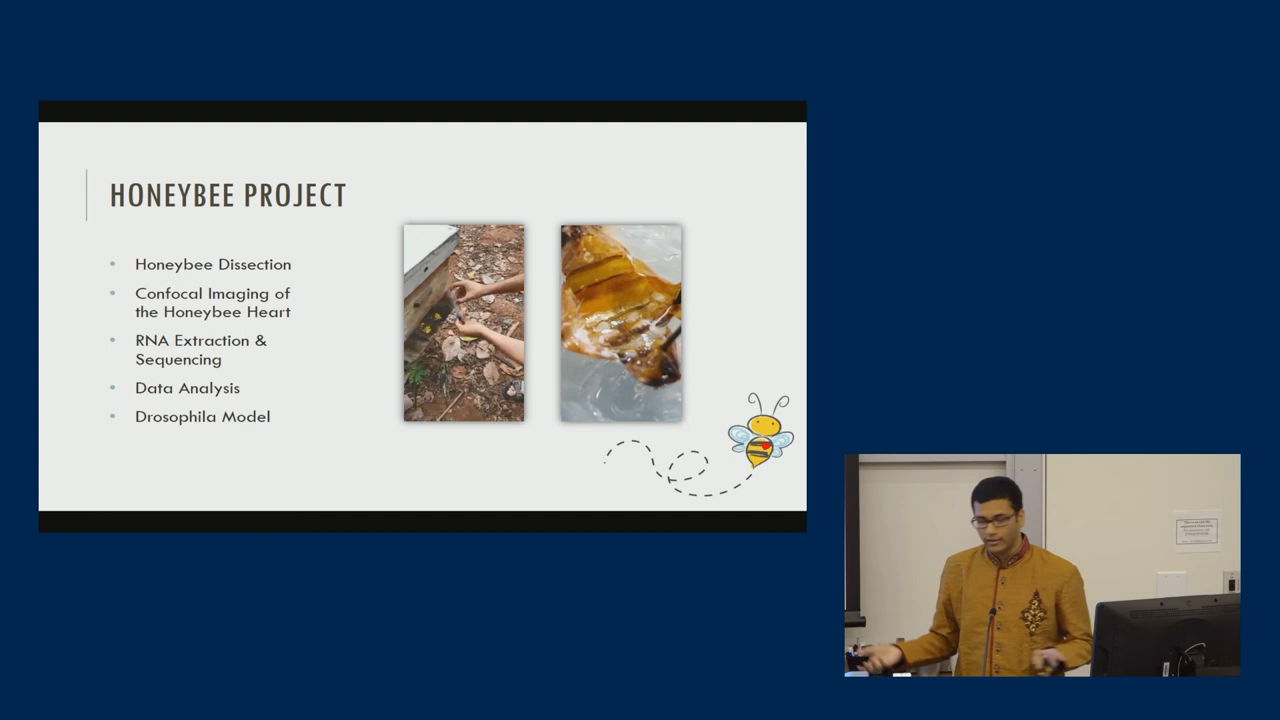 HONEYBEE PROJECT
• Honeybee Dissection
• Confocal Imaging of
the Honeybee Heart
• RNA Extraction &
Sequencing
• Data Analysis
• Drosophila Model